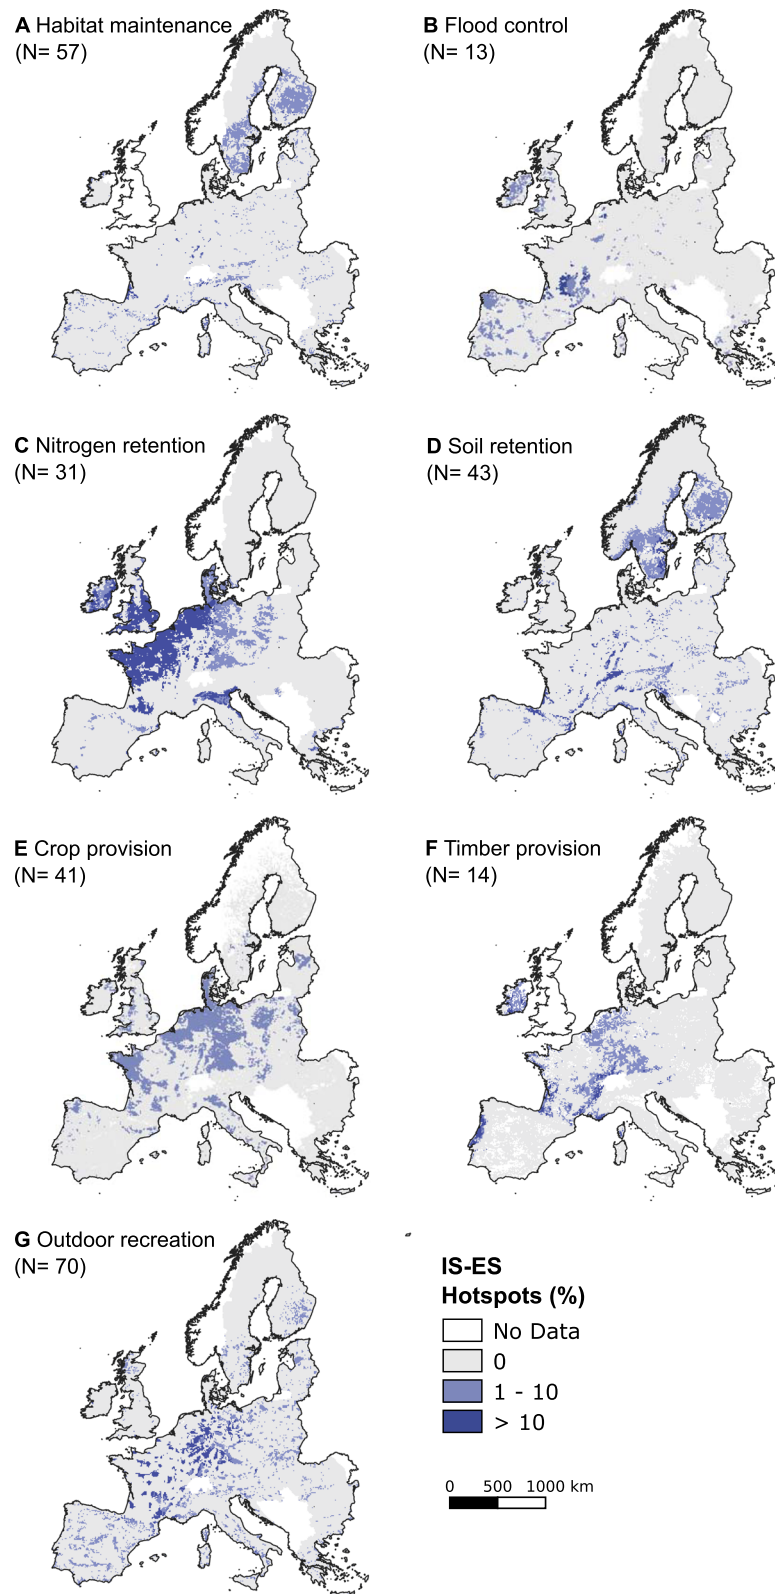 A Habitat maintenance
(N= 57)
B Flood control
(N= 13)
C Nitrogen retention
(N= 31)
D Soil retention
(N= 43)
E Crop provision
(N= 41)
F Timber provision
(N= 14)
G Outdoor recreation
(N= 70)
IS-ES
Hotspots (%)
No Data
0
1 - 10
> 10
0 500 1000 km